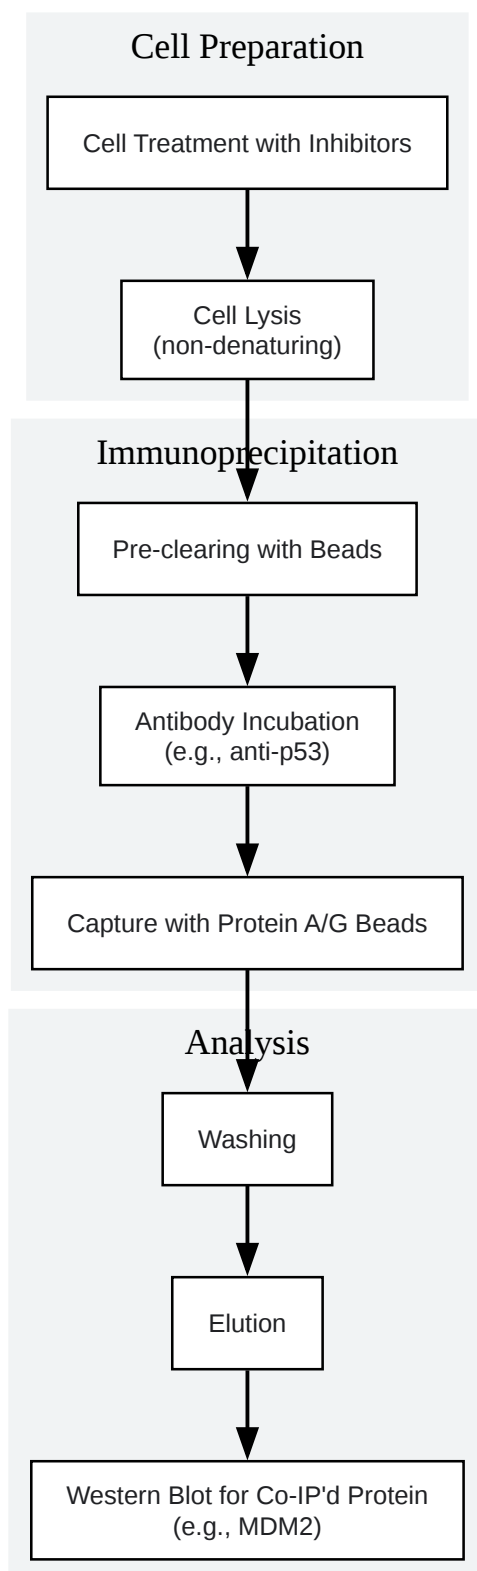 Cell Preparation
Cell Treatment with Inhibitors
Cell Lysis
(non-denaturing)
Immunoprecipitation
Pre-clearing with Beads
Antibody Incubation
(e.g., anti-p53)
Capture with Protein A/G Beads
Analysis
Washing
Elution
Western Blot for Co-IP'd Protein
(e.g., MDM2)